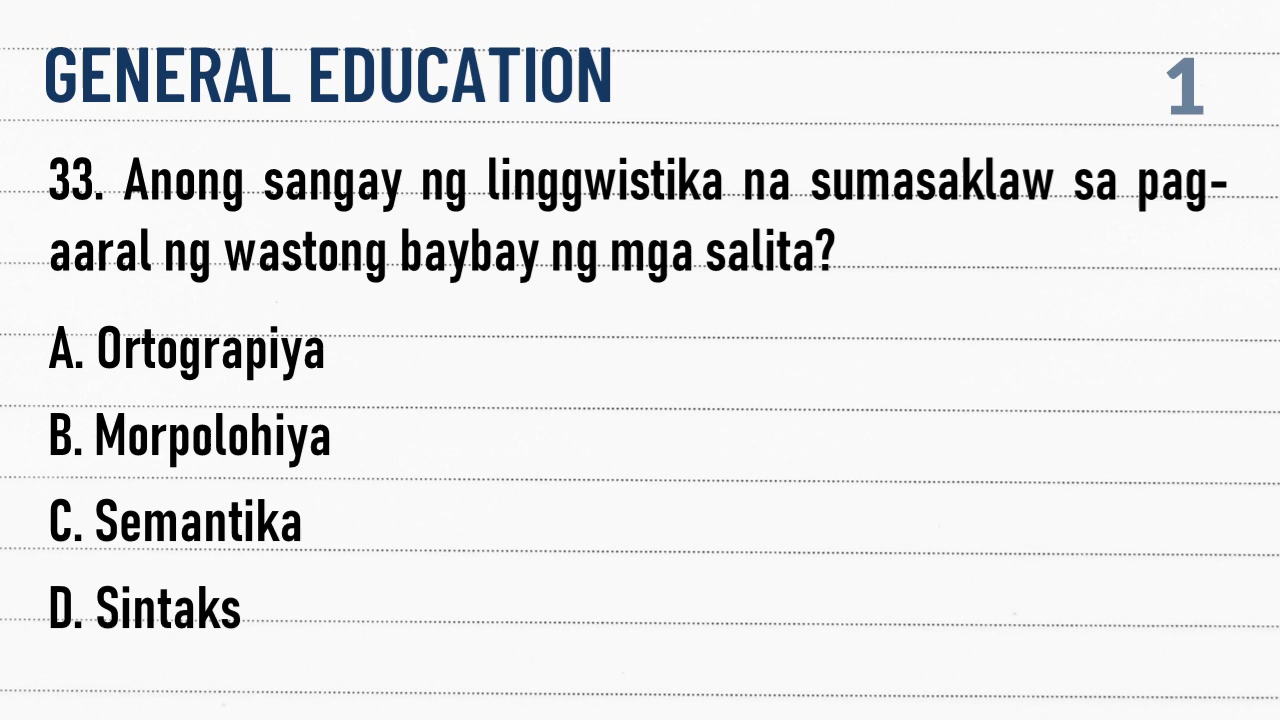 GENERAL EDUCATION
1
33. Anong sangay ng linggwistika na sumasaklaw sa pag-
aaral ng wastong baybay ng mga salita?
A. Ortograpiya
B. Morpolohiya
C. Semantika
D. Sintaks